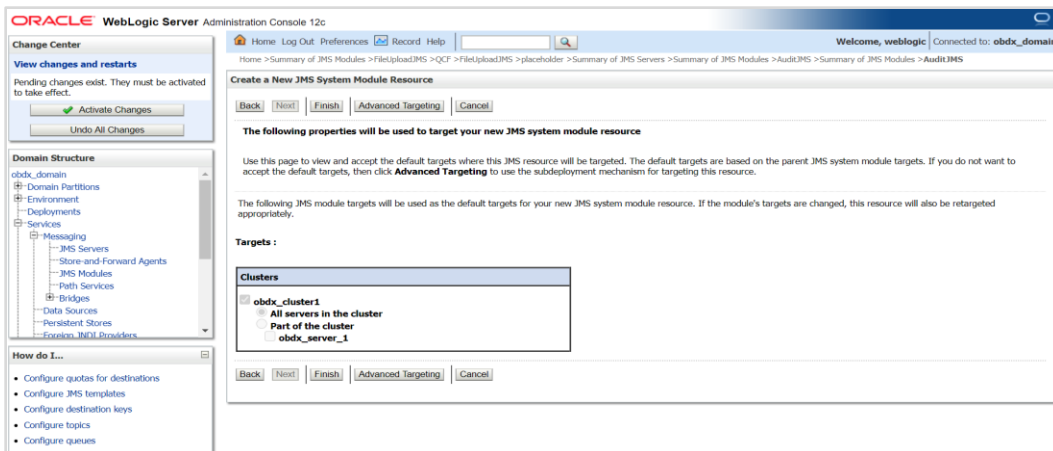 ORACLE WebLogic Server Administration Console 12c
Change Center
View changes and restarts
Pending changes exist. They must be activated
to take effect.
Activate Changes
Undo All Changes
Domain Structure
obdx_domain
Domain Partitions
Environment
Deployments
Services
Messaging
JMS Servers
Store-and-Forward Agents
JMS Modules
Path Services
Bridges
Data Sources
Persistent Stores
Foreign JNDI Providers
How do I...
Configure quotas for destinations
Configure JMS templates
Configure destination keys
Configure topics
Configure queues
Home Log Out Preferences Record Help
Welcome, weblogic Connected to: obdx_domain
Home >Summary of JMS Modules >FileUploadJMS >QCF >FileUploadJMS >placeholder >Summary of JMS Servers >Summary of JMS Modules >AuditJMS >Summary of JMS Modules >AuditJMS
Create a New JMS System Module Resource
Back Next Finish Advanced Targeting Cancel
The following properties will be used to target your new JMS system module resource
Use this page to view and accept the default targets where this JMS resource will be targeted. The default targets are based on the parent JMS system module targets. If you do not want to
accept the default targets, then click Advanced Targeting to use the subdeployment mechanism for targeting this resource.
The following JMS module targets will be used as the default targets for your new JMS system module resource. If the module's targets are changed, this resource will also be retargeted
appropriately.
Targets :
Clusters
obdx_cluster1
All servers in the cluster
Part of the cluster
obdx_server_1
Back Next Finish Advanced Targeting Cancel